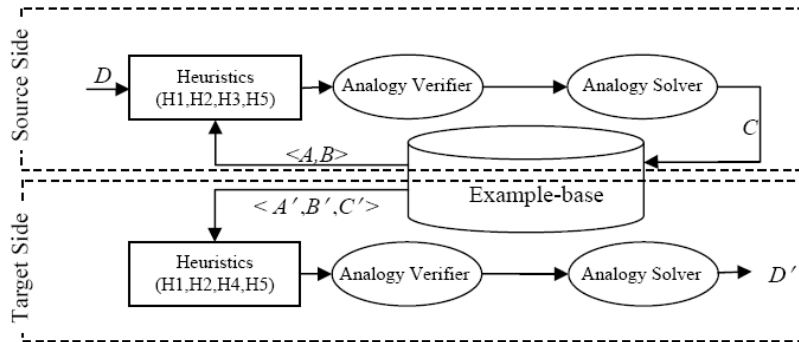 Source Side
D
Heuristics
(H1,H2,H3,H5)
Analogy Verifier
Analogy Solver
C
<A,B>
Example-base
Target Side
<A′,B′,C′>
Heuristics
(H1,H2,H4,H5)
Analogy Verifier
Analogy Solver
D′